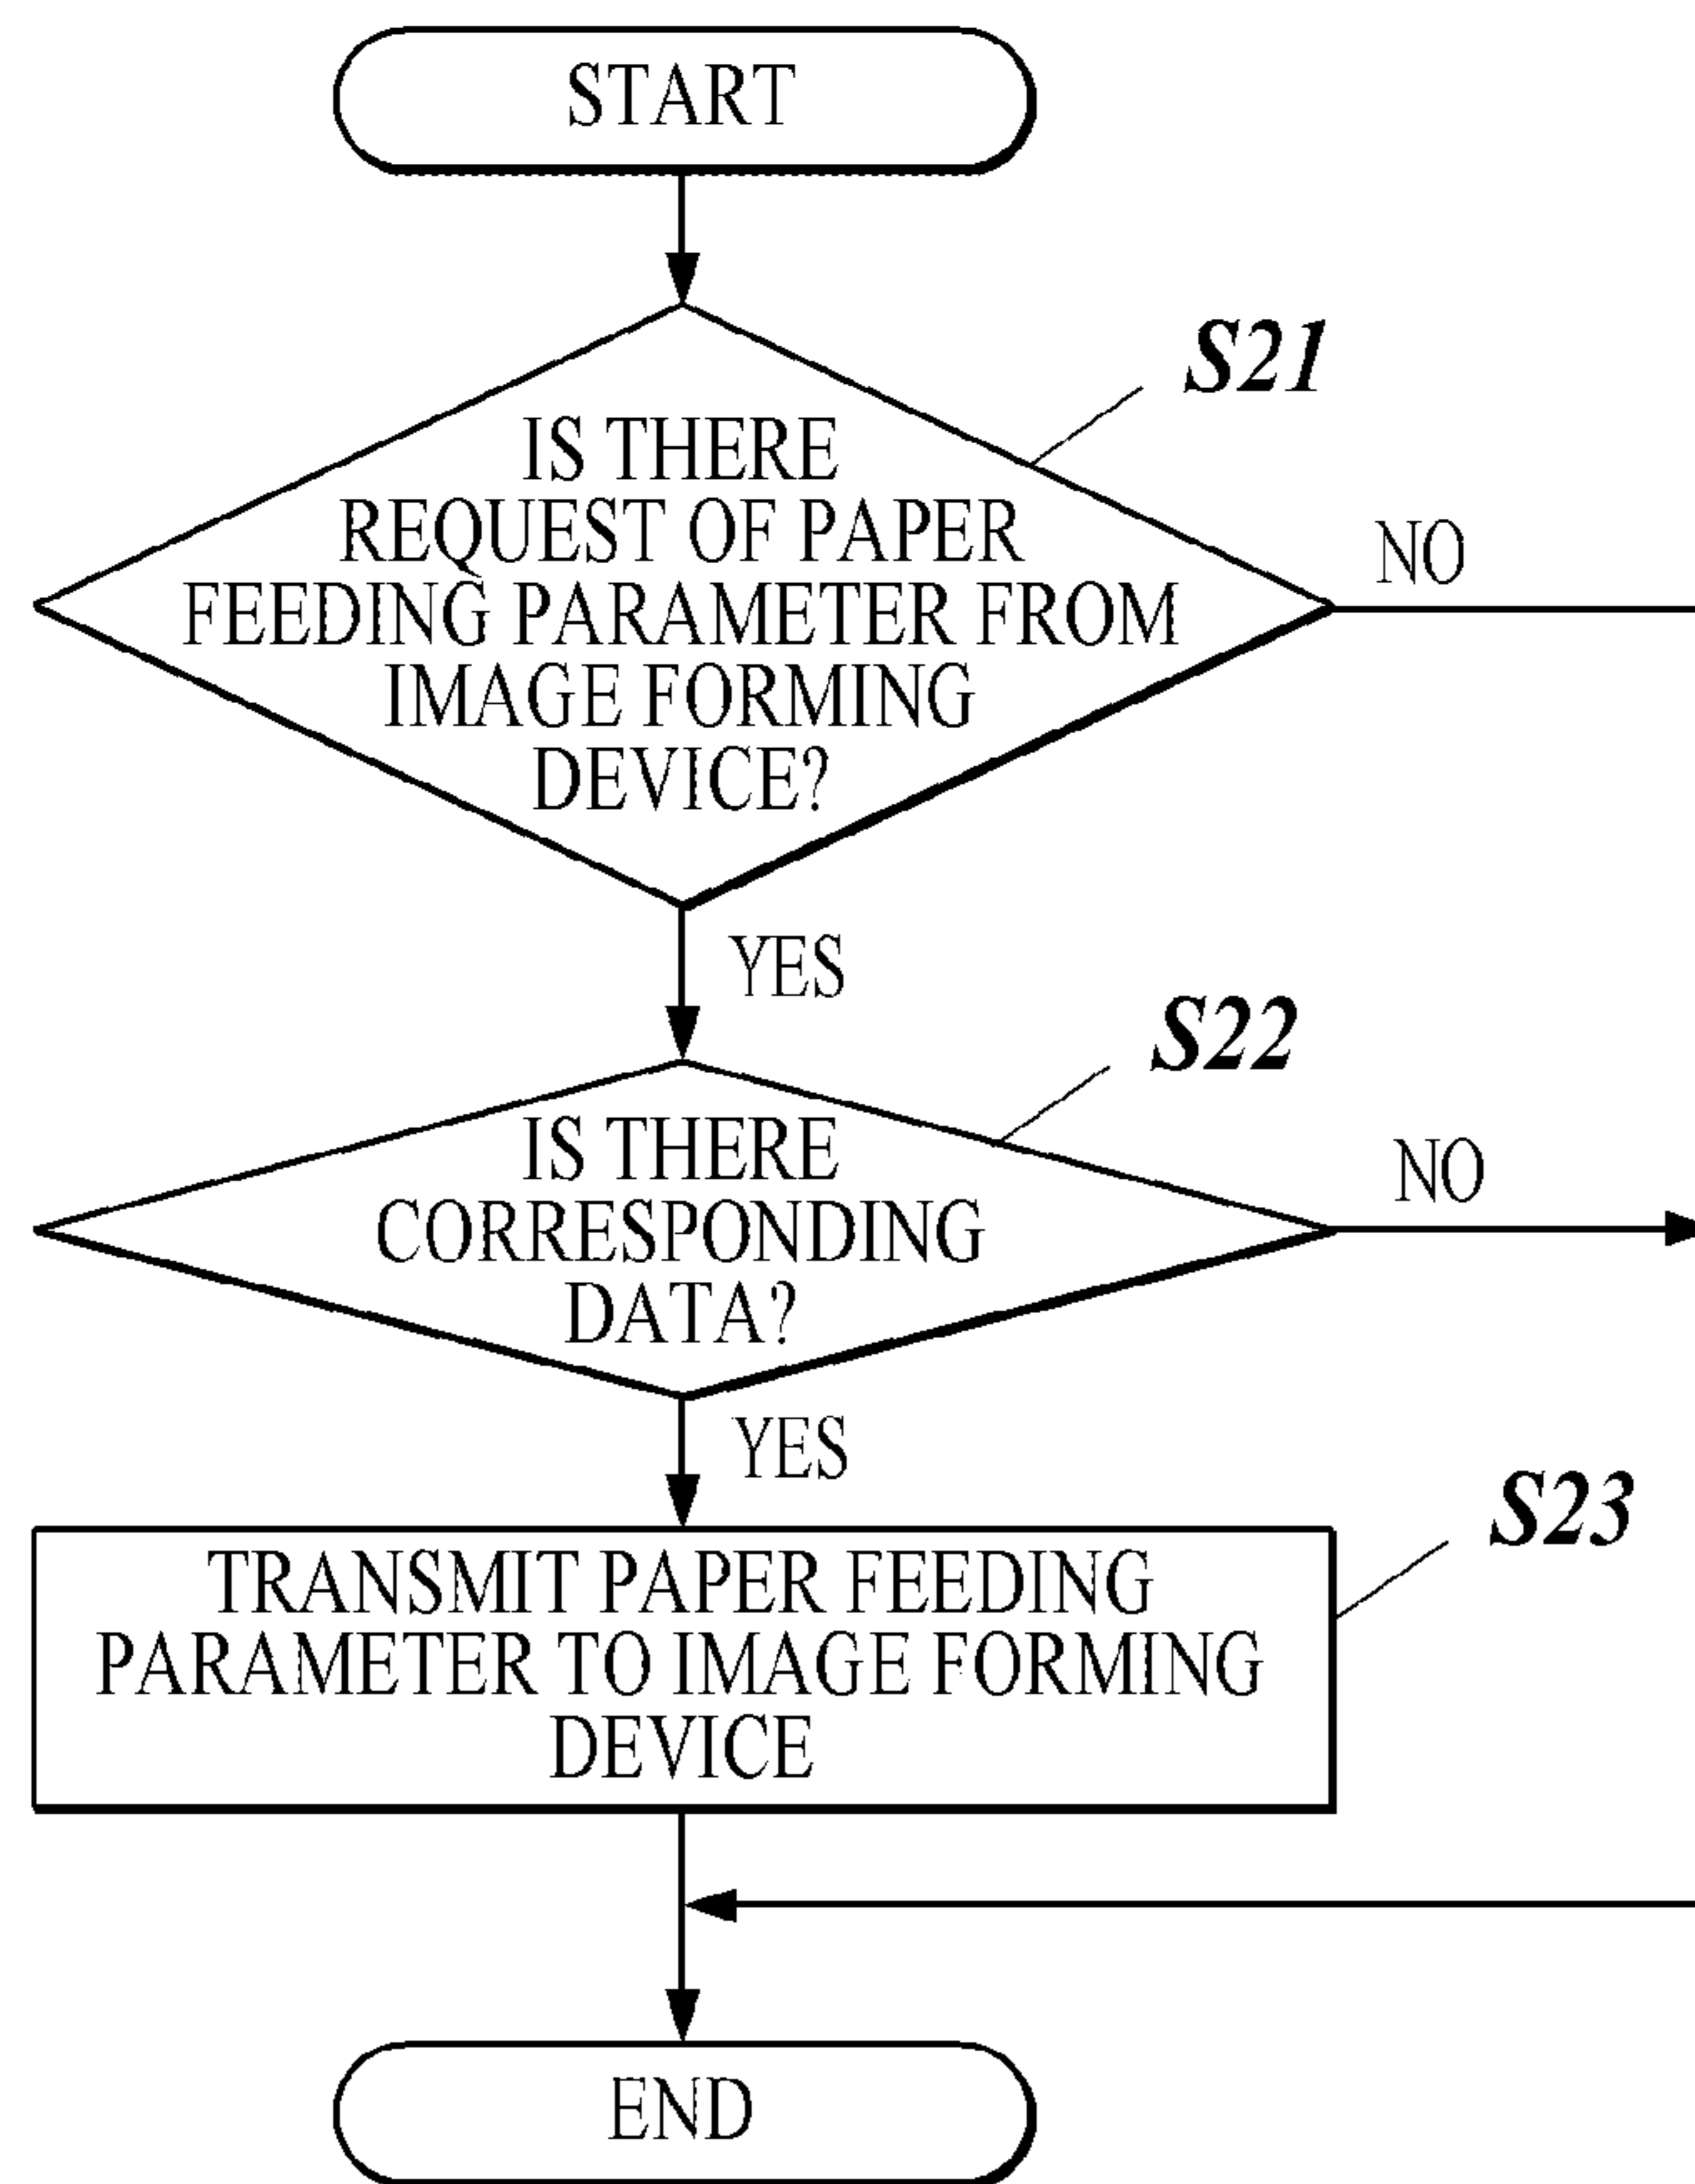 START
S21
IS THERE
REQUEST OF PAPER
FEEDING PARAMETER FROM
IMAGE FORMING
DEVICE?
NO
YES
S22
IS THERE
CORRESPONDING
DATA?
NO
YES
S23
TRANSMIT PAPER FEEDING
PARAMETER TO IMAGE FORMING
DEVICE
END